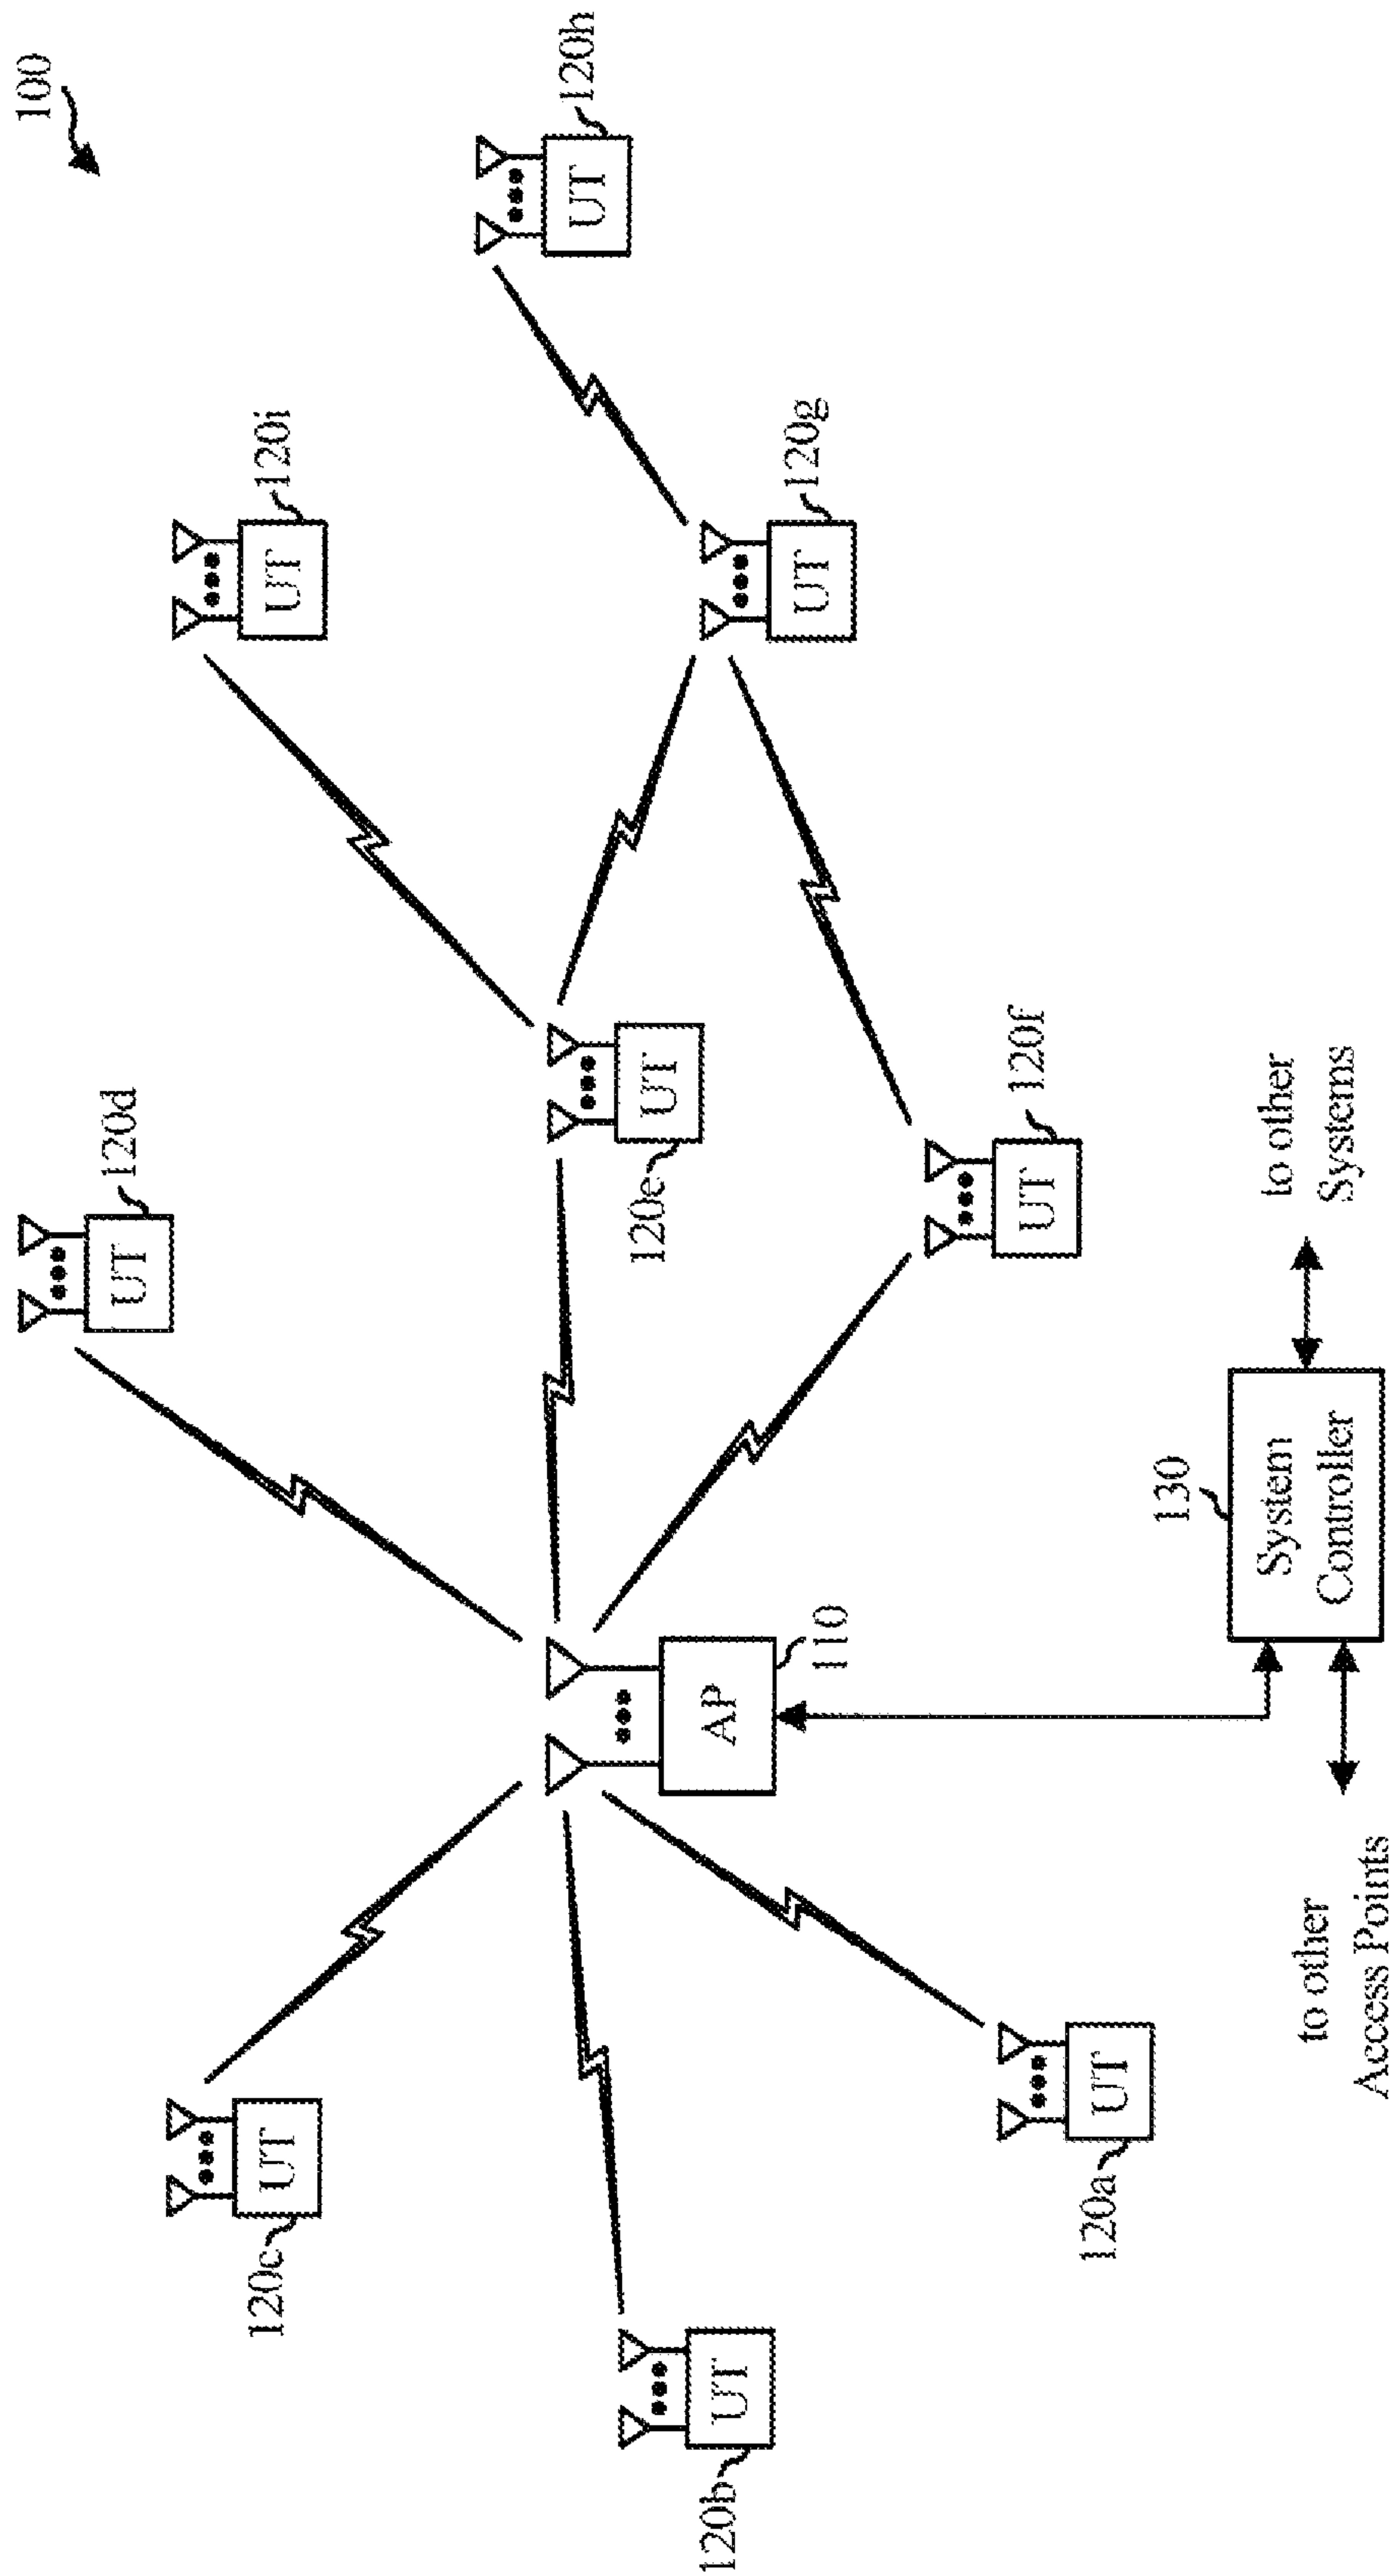 100
UT
120d
UT
120i
UT
120c
UT
120h
UT
120e
UT
120g
AP
110
UT
120b
UT
120f
UT
120a
130
System
Controller
to other
Systems
to other
Access Points